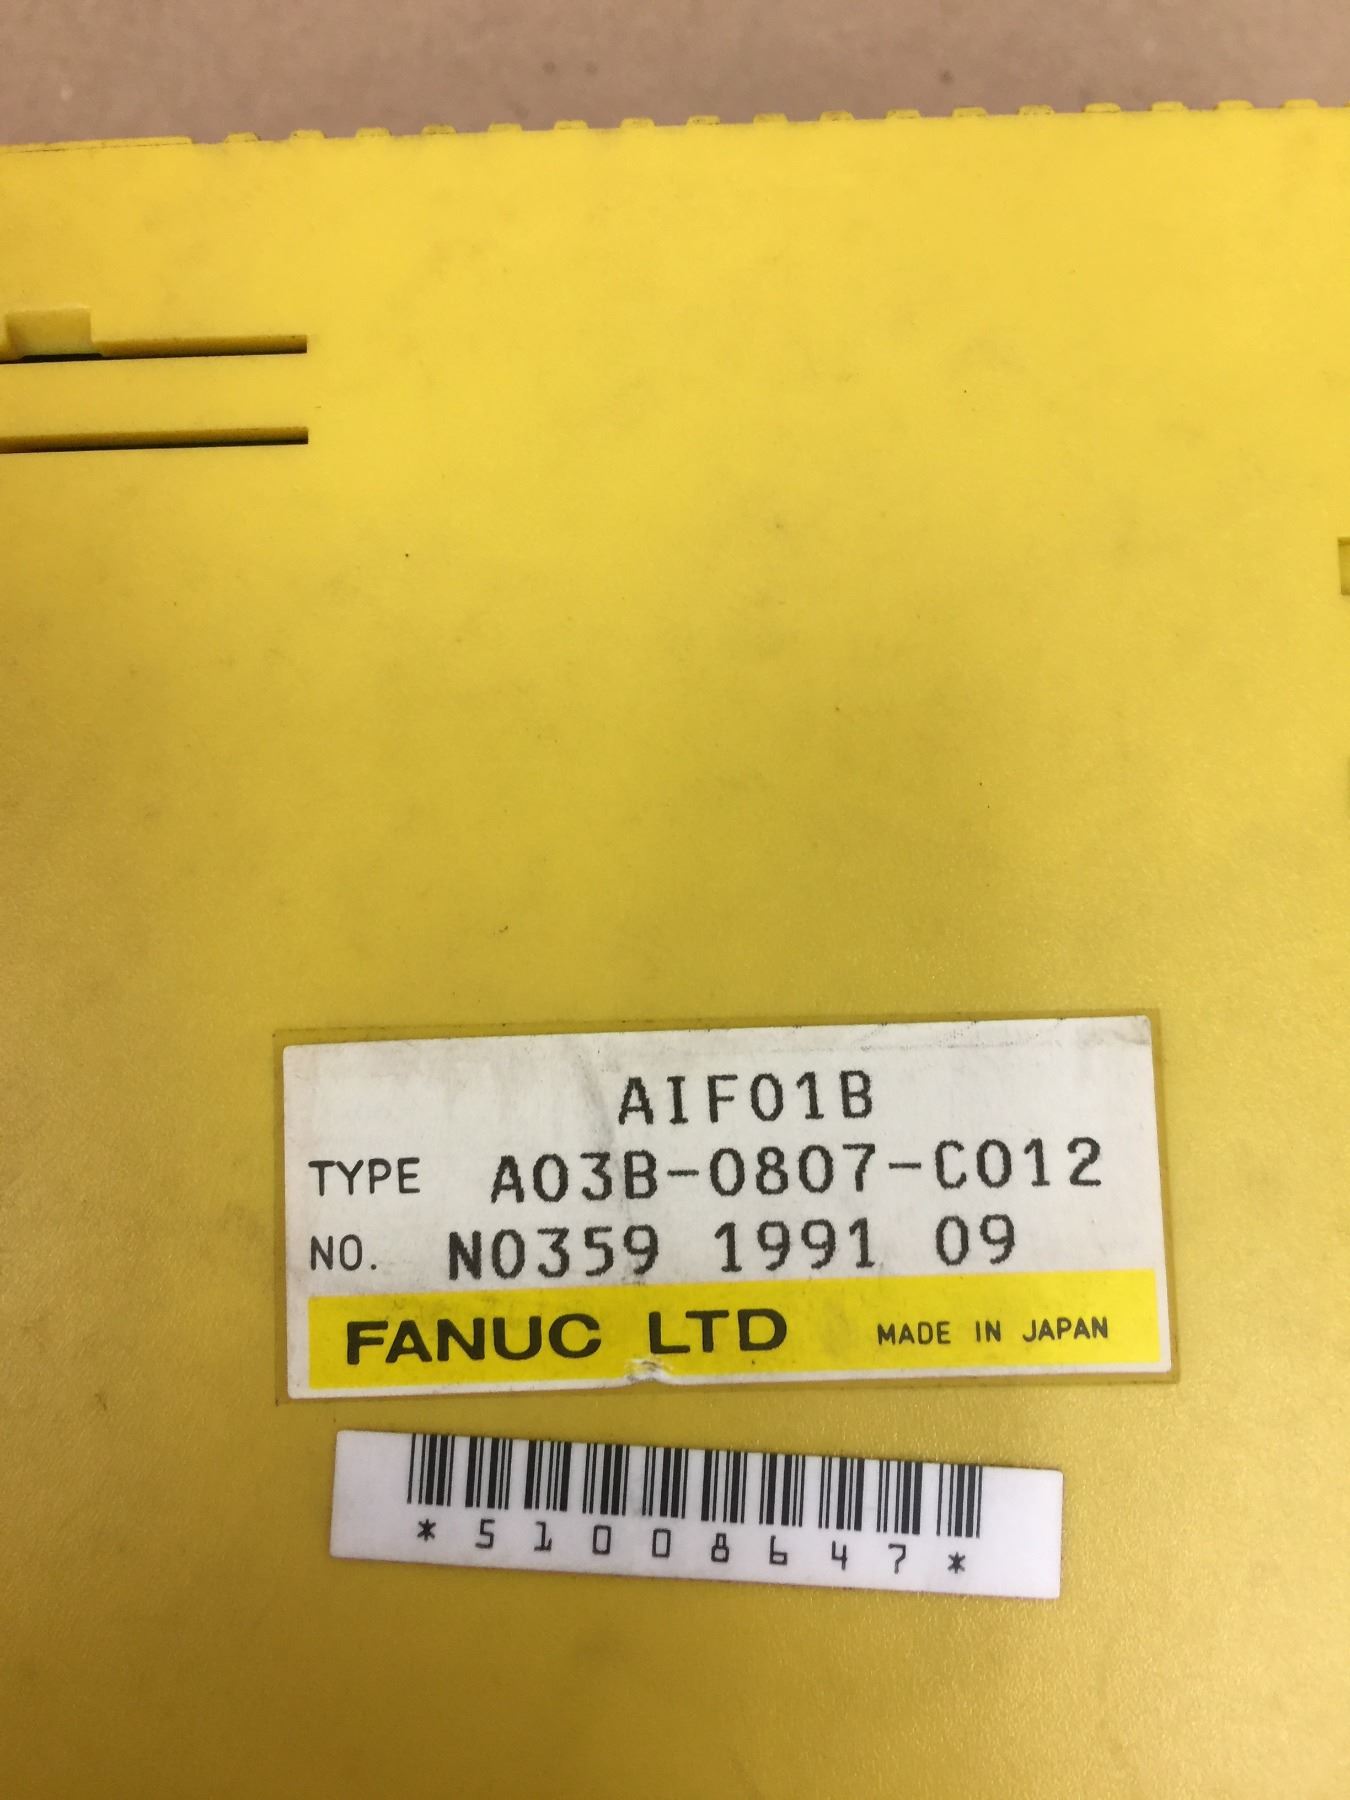 AIF01B
TYPE A03B-0807-C012
NO. N0359 1991 09
FANUC LTD MADE IN JAPAN
*51008647*